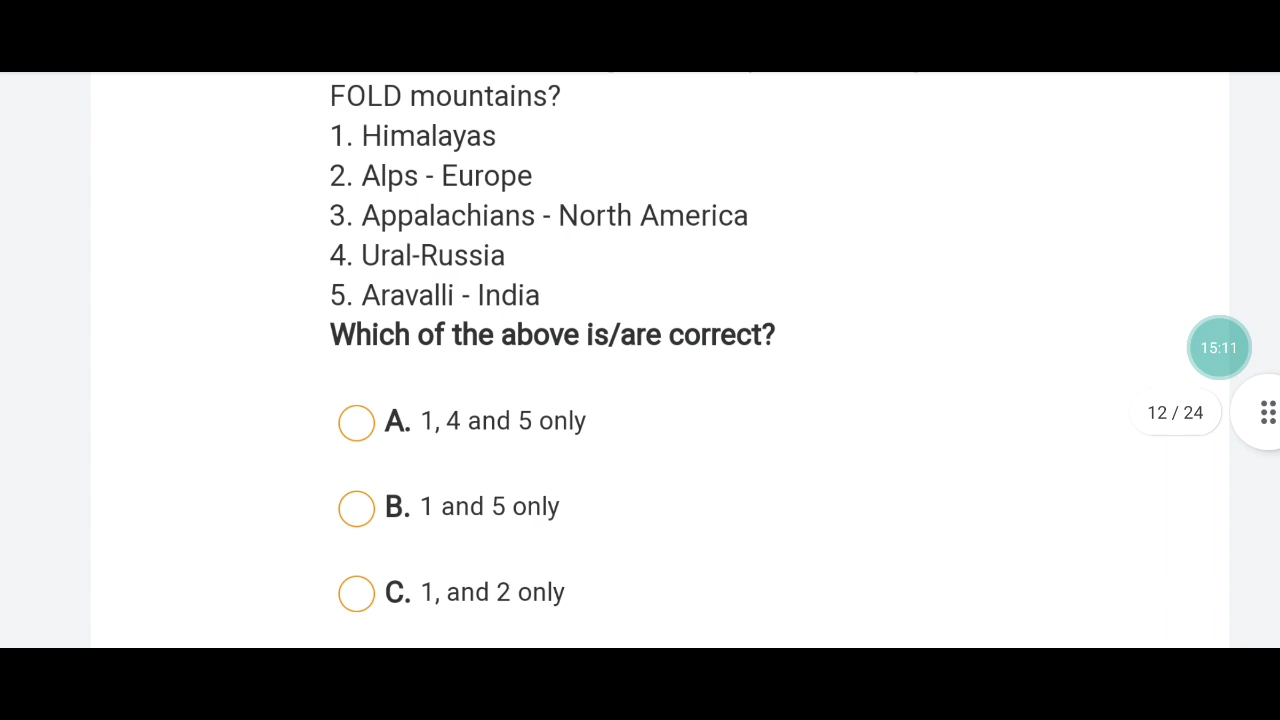 FOLD mountains?
1. Himalayas
2. Alps - Europe
3. Appalachians - North America
4. Ural-Russia
5. Aravalli - India
Which of the above is/are correct?
15:11
12 / 24
A. 1, 4 and 5 only
B. 1 and 5 only
C. 1, and 2 only